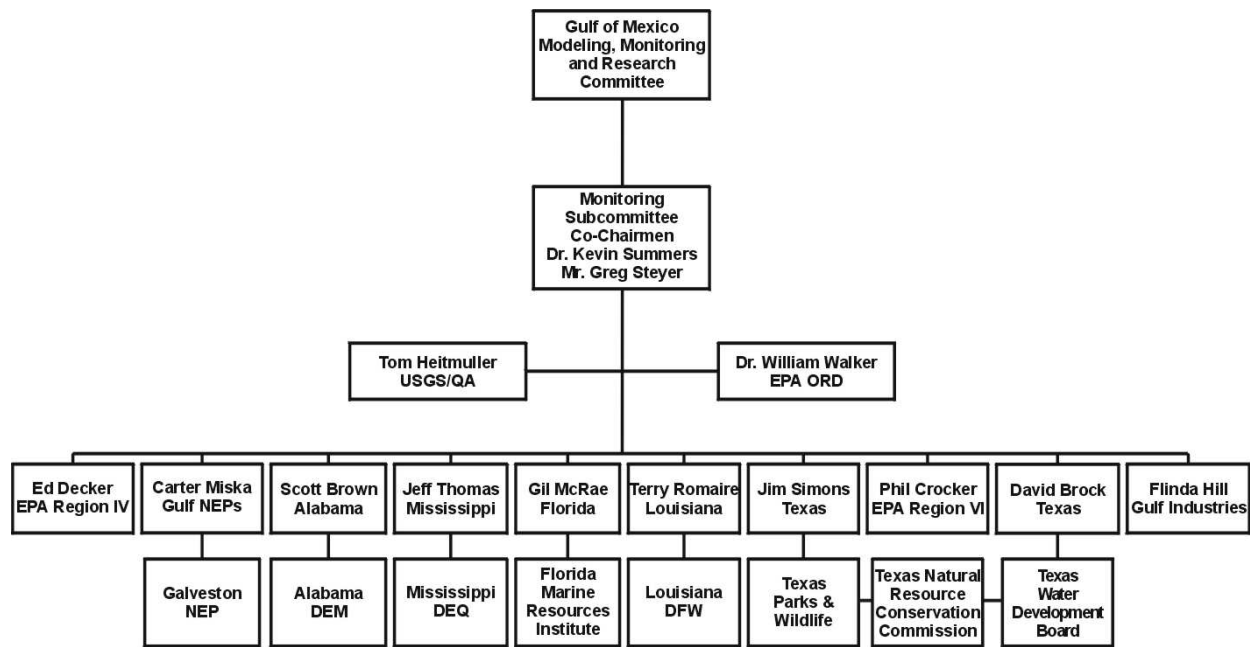 Gulf of Mexico
Modeling, Monitoring
and Research
Committee
Monitoring
Subcommittee
Co-Chairmen
Dr. Kevin Summers
Mr. Greg Steyer
Tom Heitmuller
USGS/QA
Dr. William Walker
EPA ORD
Ed Decker
EPA Region IV
Carter Miska
Gulf NEPs
Scott Brown
Alabama
Jeff Thomas
Mississippi
Gil McRae
Florida
Terry Romaire
Louisiana
Jim Simons
Texas
Phil Crocker
EPA Region VI
David Brock
Texas
Flinda Hill
Gulf Industries
Galveston
NEP
Alabama
DEM
Mississippi
DEQ
Florida
Marine
Resources
Institute
Louisiana
DFW
Texas
Parks &
Wildlife
Texas Natural
Resource
Conservation
Commission
Texas
Water
Development
Board